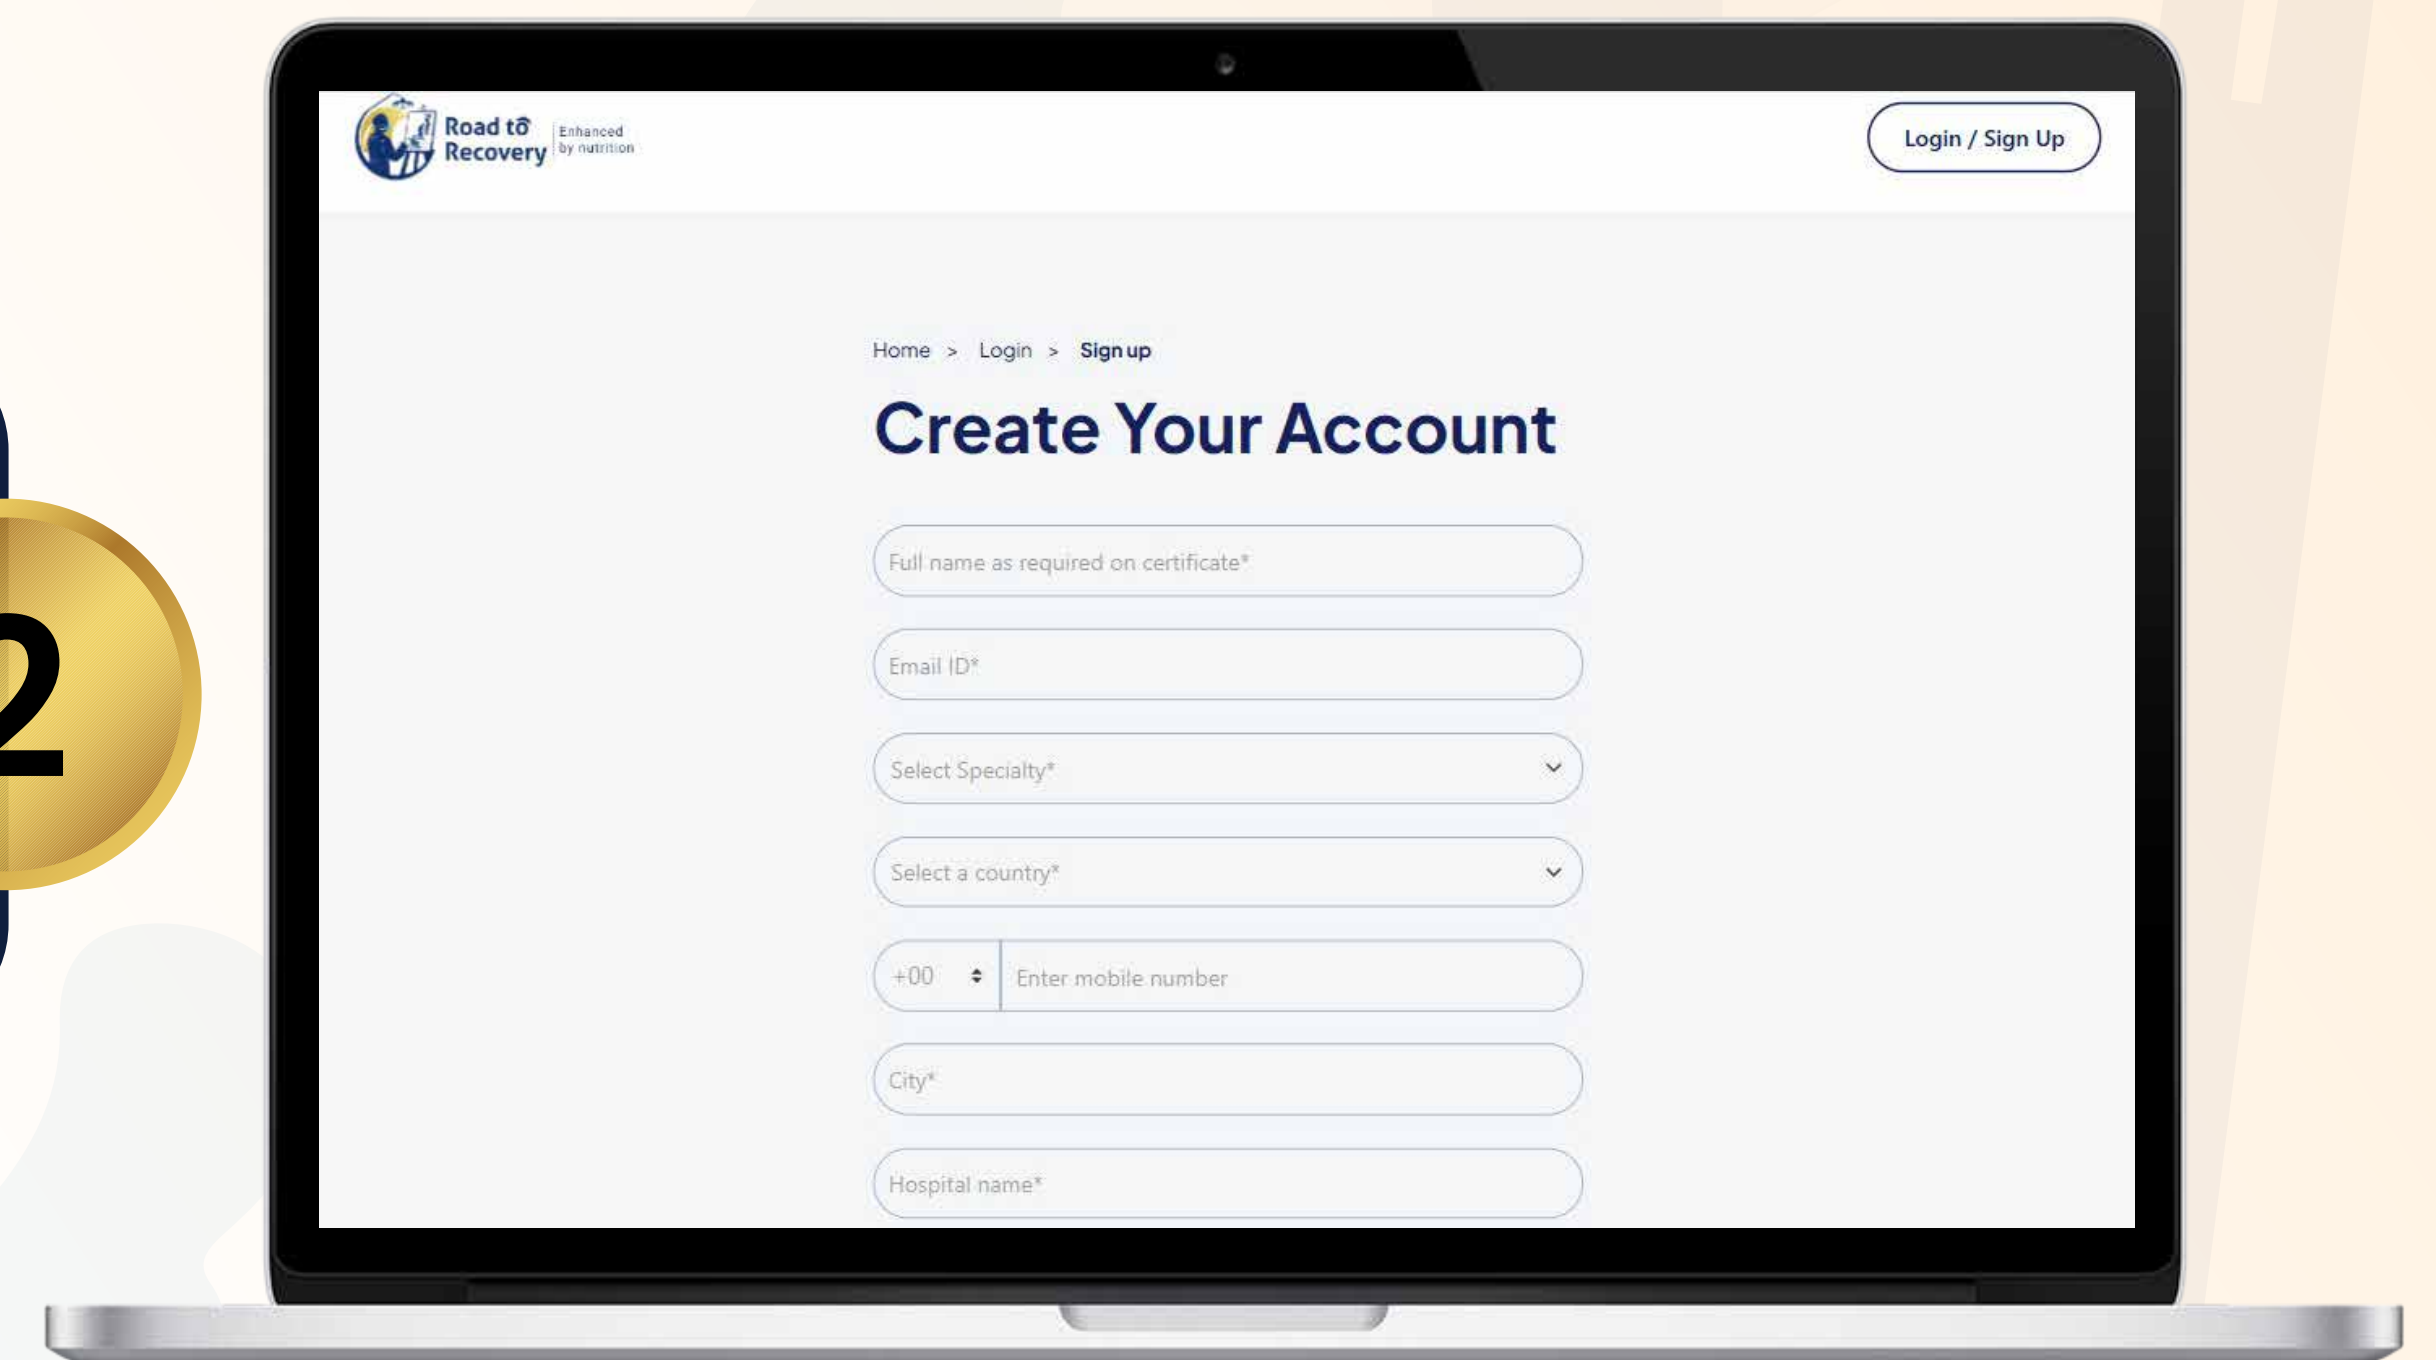 Road to
Recovery
Enhanced
by nutrition
Login / Sign Up
Home > Login > Sign up
Create Your Account
Full name as required on certificate*
Email ID*
Select Specialty*
Select a country*
+00 Enter mobile number
City*
Hospital name*
2